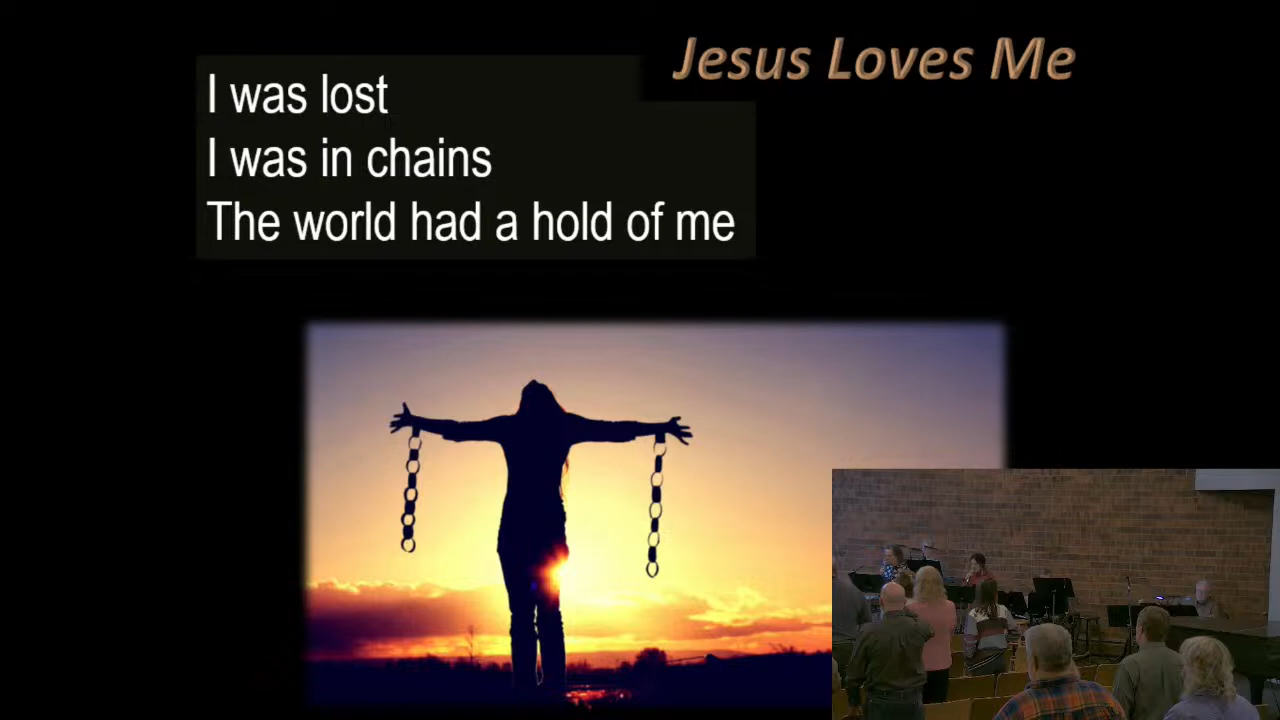 Jesus Loves Me
I was lost
I was in chains
The world had a hold of me